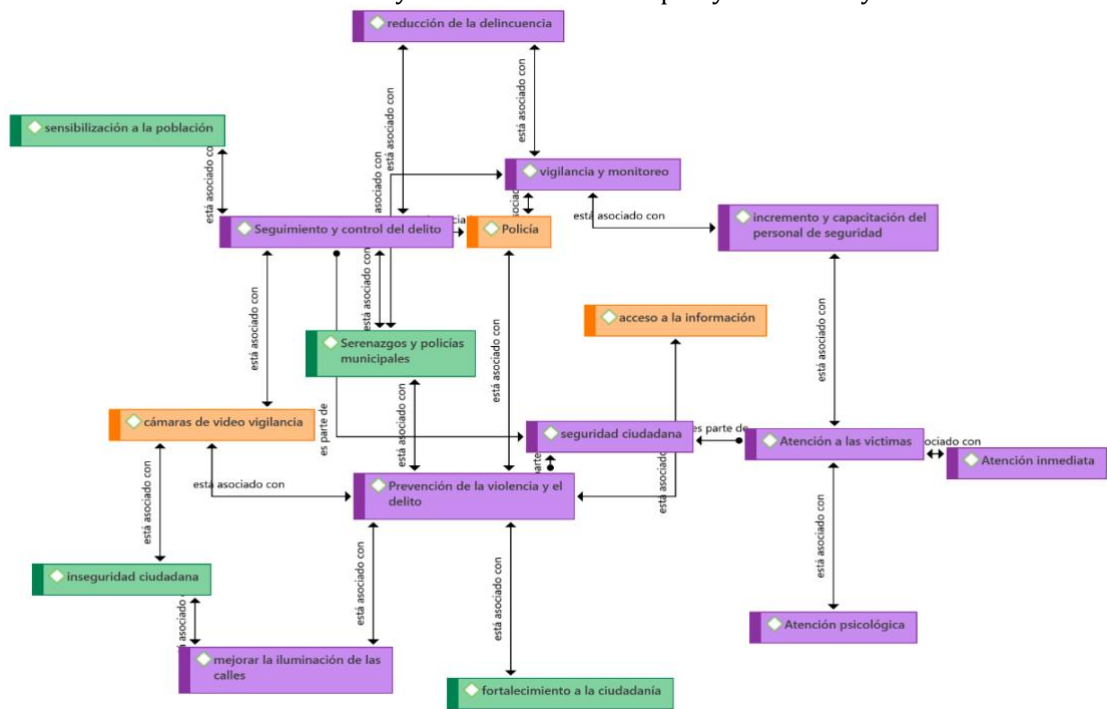 reducción de la delincuencia
está asociado con
está asociado con
sensibilización a la población
está asociado co
asociado con
vigilancia y monitoreo
asocia
está asociado con
incremento y capacitación del
personal de seguridad
Seguimiento y control del delito
Policía
está asociado con
está asociado con
está asociado con
está asociado con
acceso a la información
Serenazgos y policías
municipales
está asociado con
cámaras de video vigilancia
es parte de
está asociado con
seguridad ciudadana
es parte de
Atención a las victimas
ociado con
Atención inmediata
parte
está asociado con
Prevención de la violencia y el
delito
está asociado con
está asociado con
está asociado con
está asociado con
está asociado con
inseguridad ciudadana
asociado c
Atención psicológica
mejorar la iluminación de las
calles
fortalecimiento a la ciudadanía